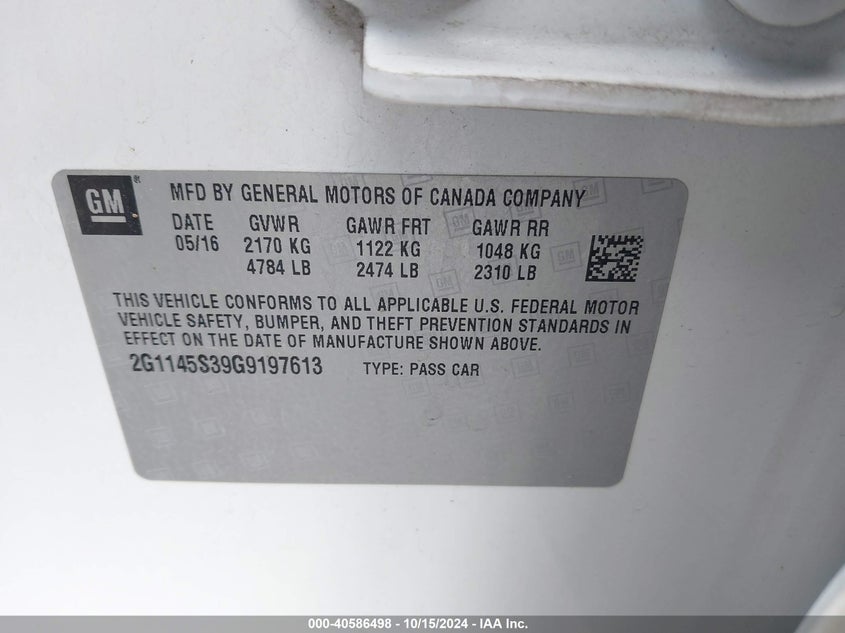 GM
MFD BY GENERAL MOTORS OF CANADA COMPANY
DATE GVWR GAWR FRT GAWR RR
05/16 2170 KG 1122 KG 1048 KG
4784 LB 2474 LB 2310 LB
THIS VEHICLE CONFORMS TO ALL APPLICABLE U.S. FEDERAL MOTOR
VEHICLE SAFETY, BUMPER, AND THEFT PREVENTION STANDARDS IN
EFFECT ON THE DATE OF MANUFACTURE SHOWN ABOVE.
2G1145S39G9197613 TYPE: PASS CAR
000-40586498 - 10/15/2024 - IAA Inc.